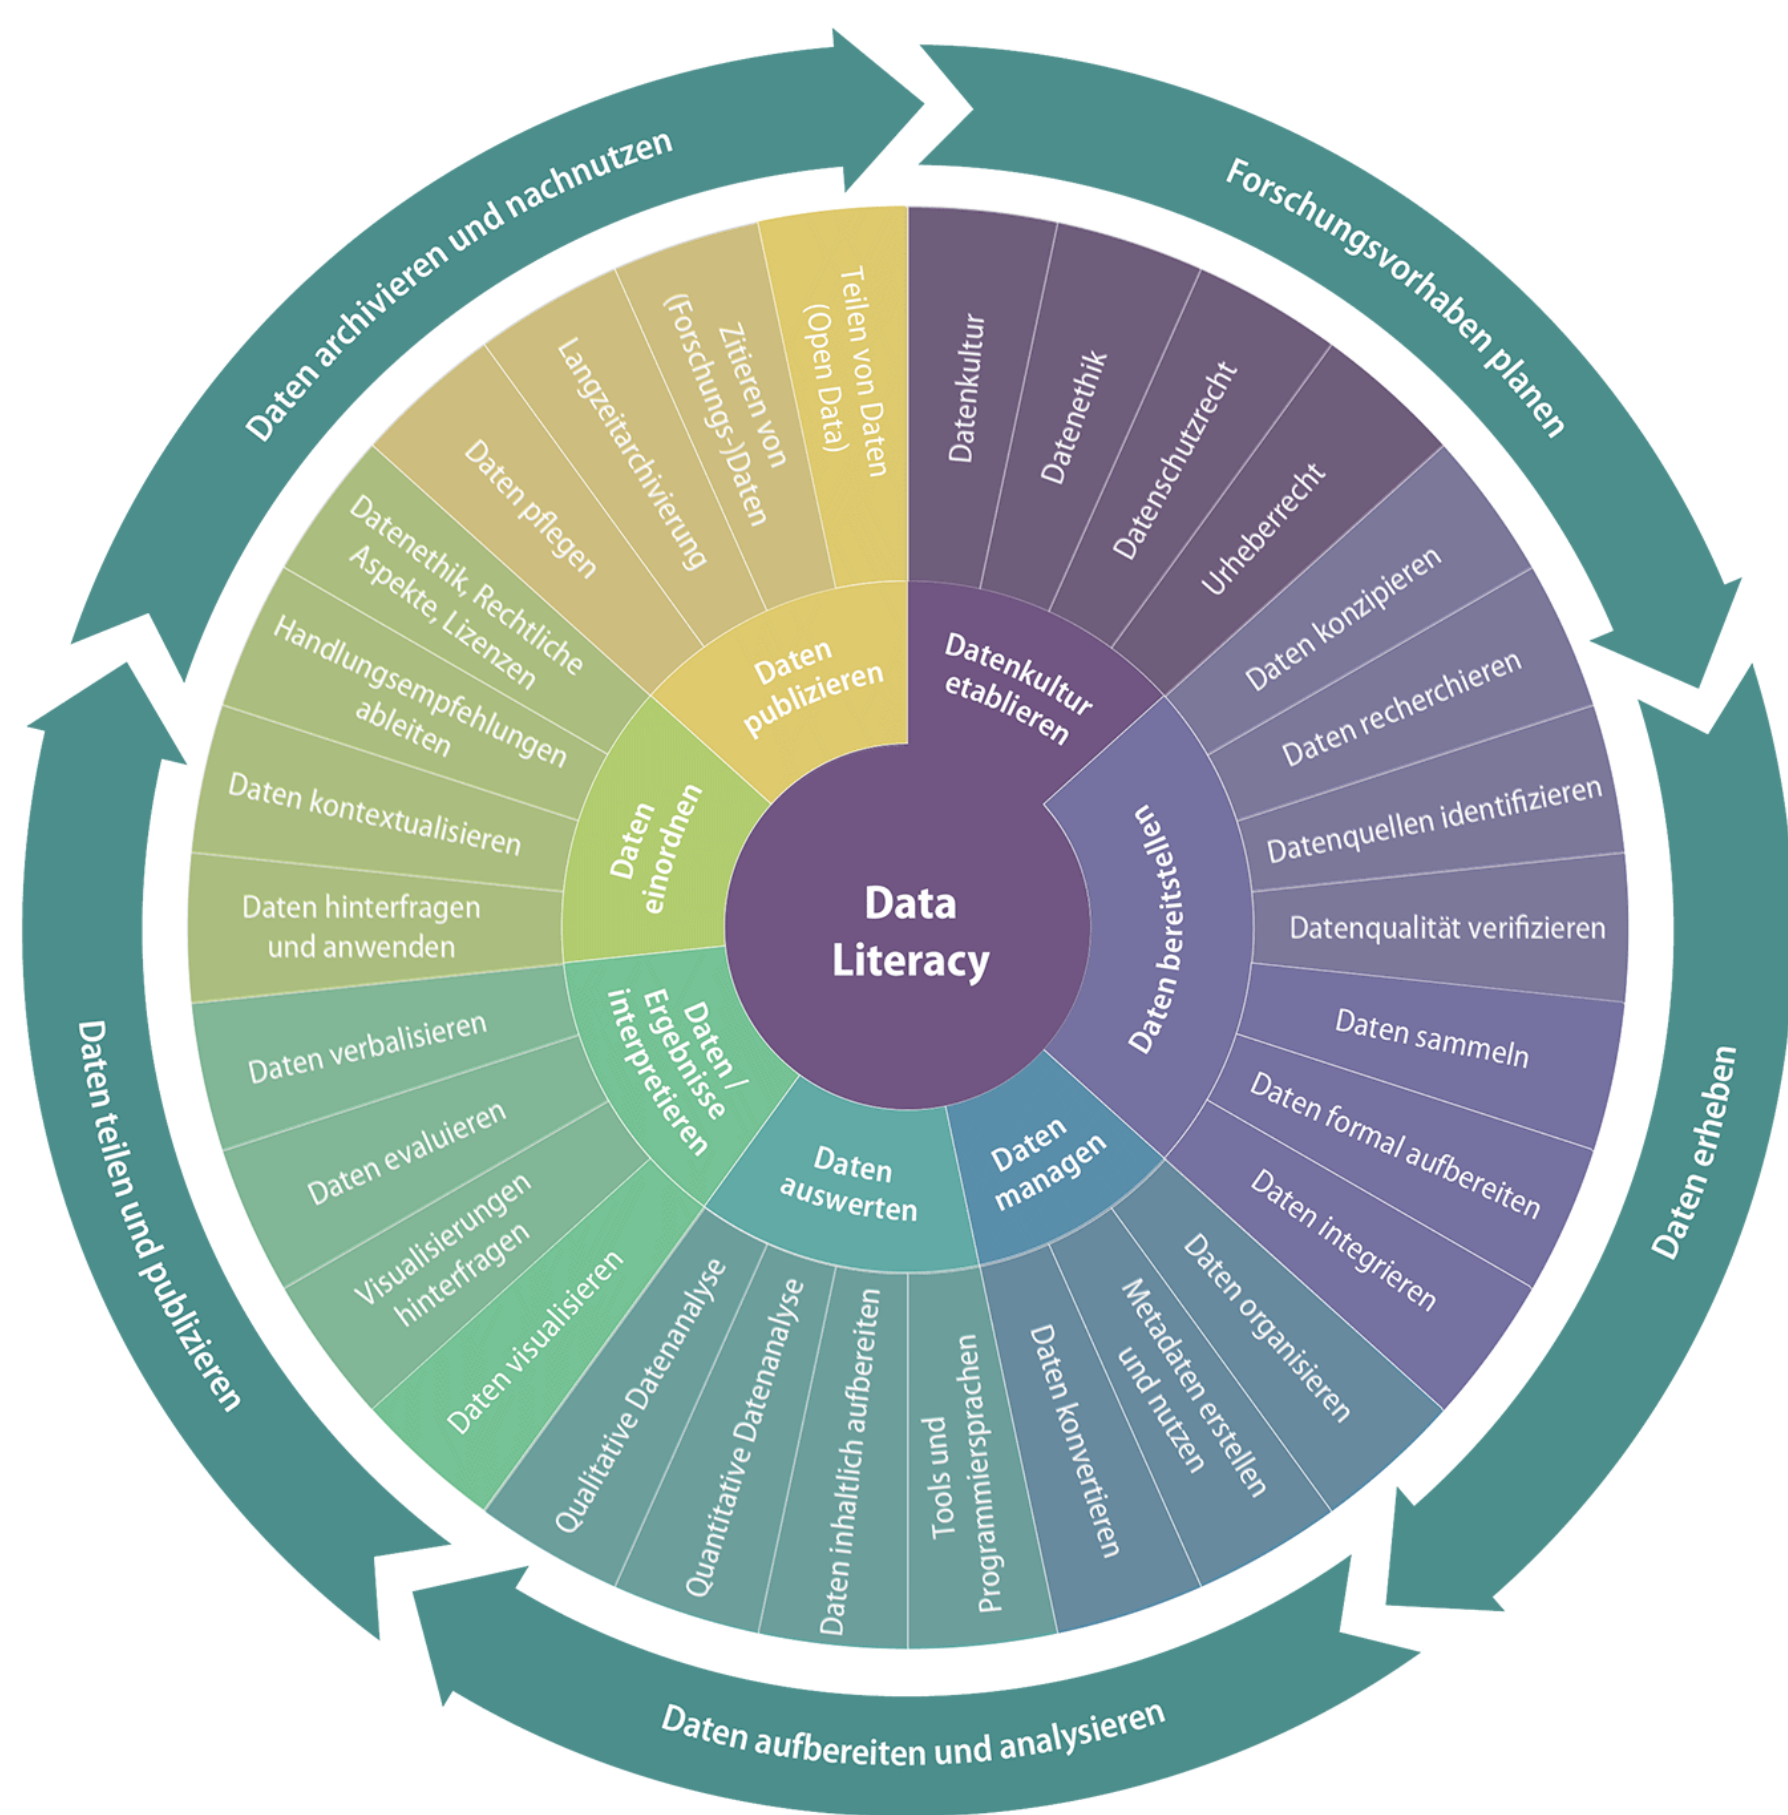 Data
Literacy
Forschungsvorhaben planen
Daten erheben
Daten aufbereiten und analysieren
Daten teilen und publizieren
Daten archivieren und nachnutzen
Datenkultur
etablieren
Datenkultur
Datenethik
Datenschutzrecht
Urheberrecht
Daten bereitstellen
Daten konzipieren
Daten recherchieren
Datenquellen identifizieren
Datenqualität verifizieren
Daten sammeln
Daten formal aufbereiten
Daten integrieren
Daten
managen
Daten organisieren
Metadaten erstellen
und nutzen
Daten konvertieren
Daten
auswerten
Tools und
Programmiersprachen
Daten inhaltlich aufbereiten
Quantitative Datenanalyse
Qualitative Datenanalyse
Daten /
Ergebnisse
interpretieren
Daten visualisieren
Visualisierungen
hinterfragen
Daten evaluieren
Daten verbalisieren
Daten
einordnen
Daten hinterfragen
und anwenden
Daten kontextualisieren
Handlungsempfehlungen
ableiten
Datenethik, Rechtliche
Aspekte, Lizenzen
Daten
publizieren
Daten pflegen
Langzeitarchivierung
Zitieren von
(Forschungs-)Daten
Teilen von Daten
(Open Data)